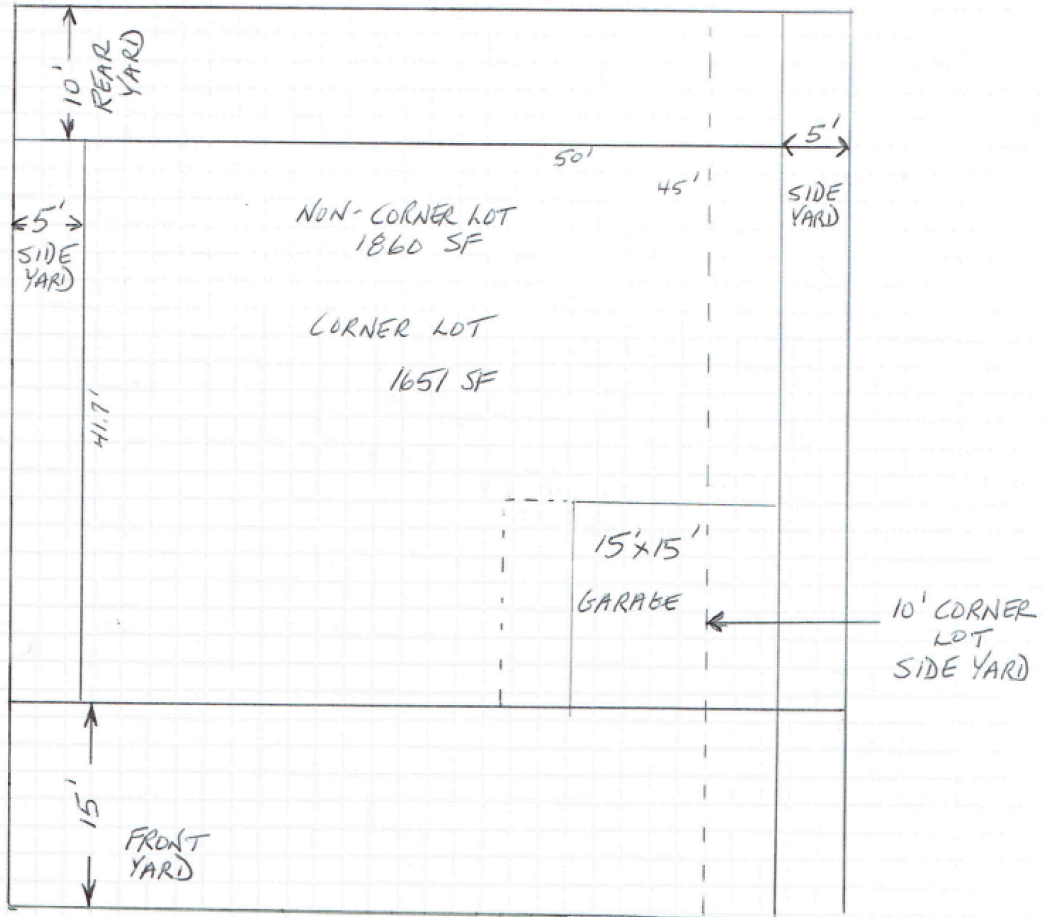 10'
REAR
YARD
5'
SIDE
YARD
50'
45'
5'
SIDE
YARD
NON-CORNER LOT
1860 SF
CORNER LOT
1651 SF
41.7'
15'x15'
GARAGE
10' CORNER
LOT
SIDE YARD
15'
FRONT
YARD